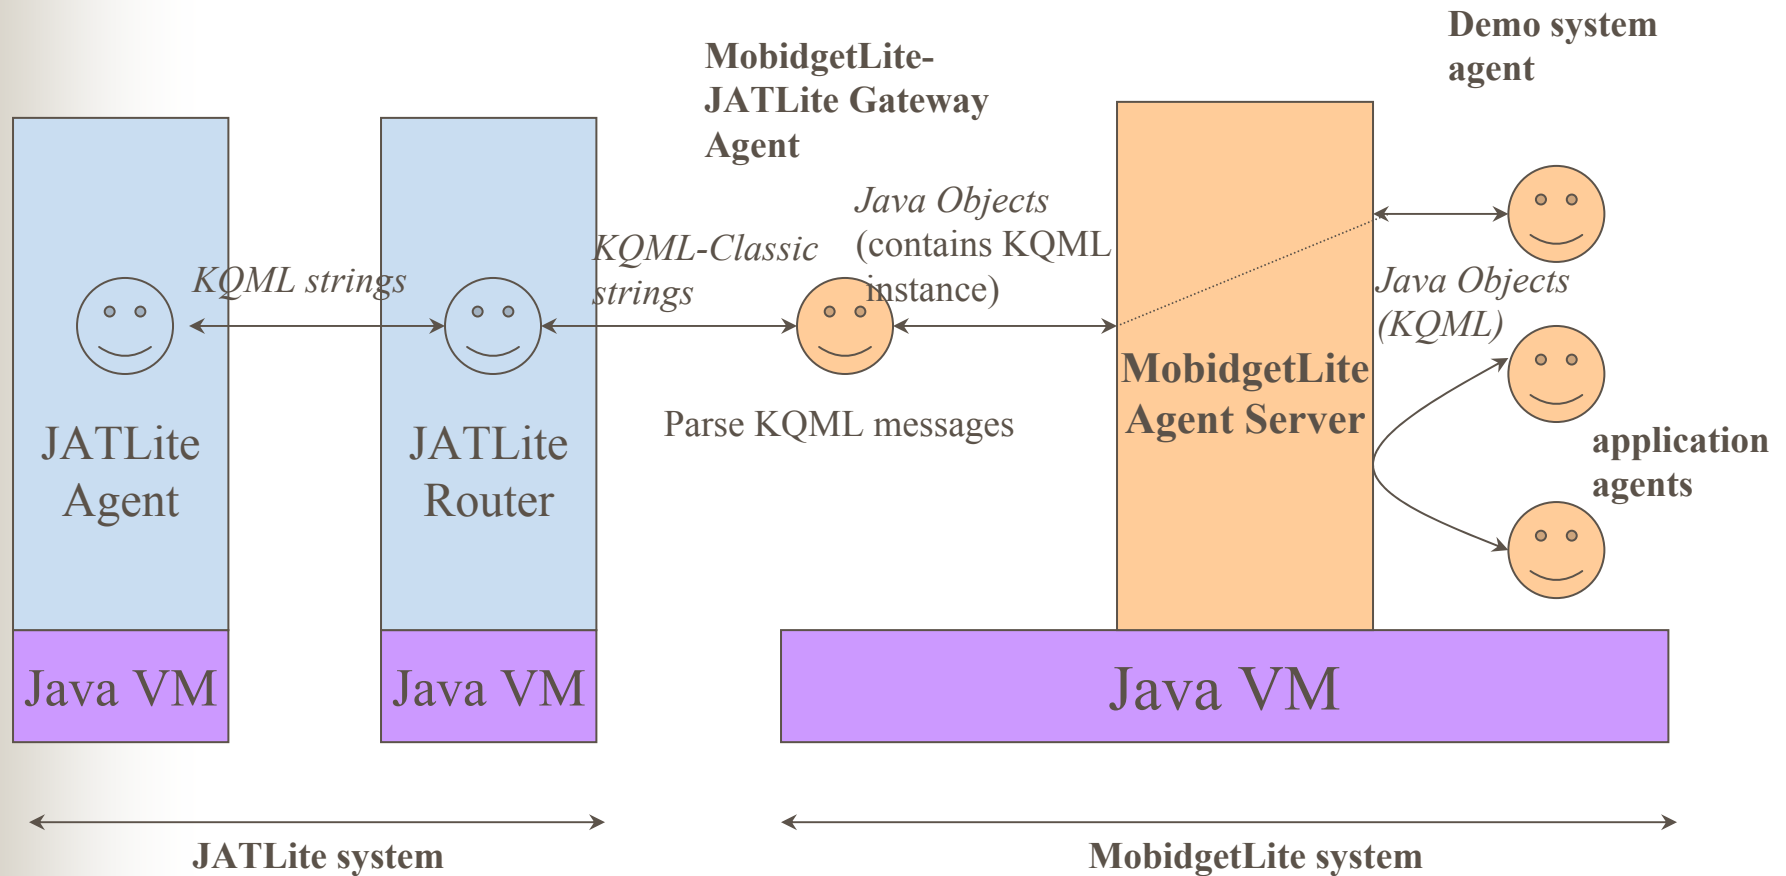 Demo system
agent
MobidgetLite-
JATLite Gateway
Agent
Java Objects
(contains KQML
instance)
KQML-Classic
strings
KQML strings
Java Objects
(KQML)
MobidgetLite
Agent Server
Parse KQML messages
JATLite
Agent
JATLite
Router
application
agents
Java VM
Java VM
Java VM
JATLite system
MobidgetLite system